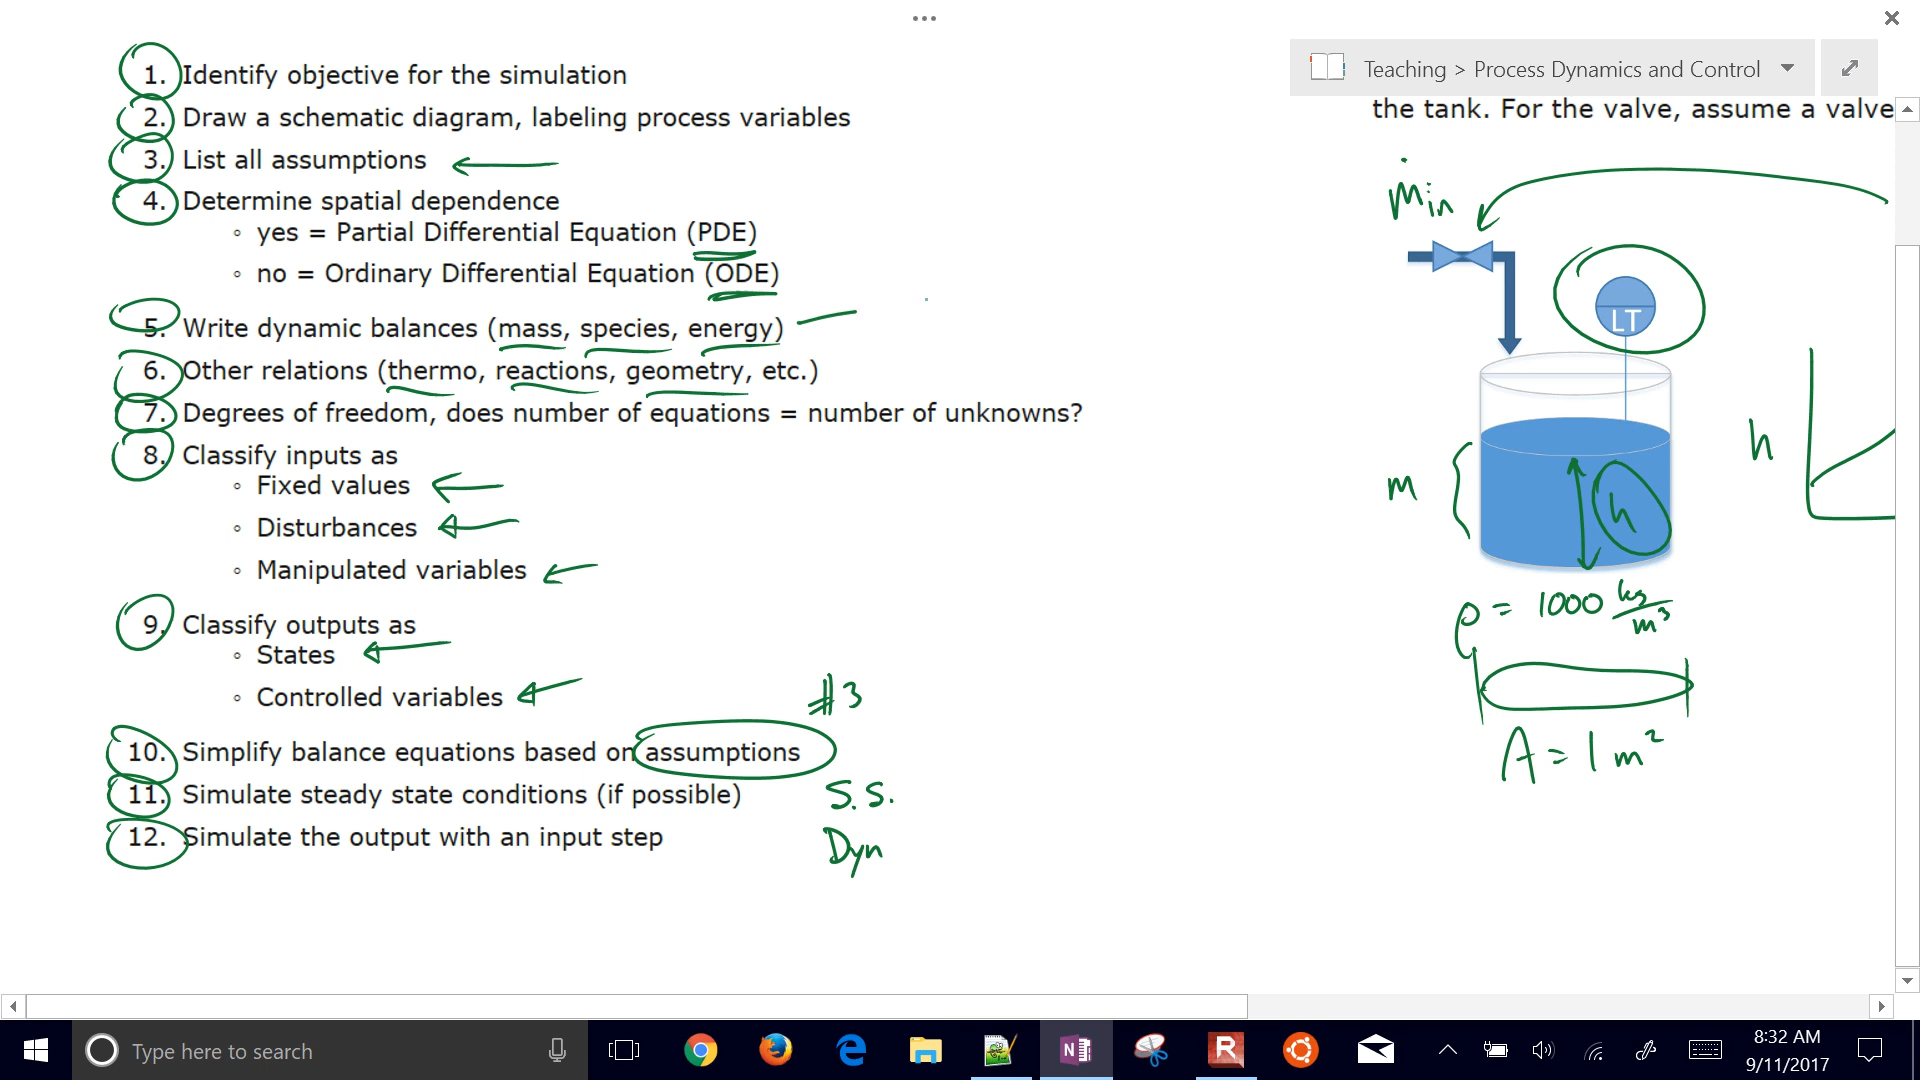 Teaching > Process Dynamics and Control
1. Identify objective for the simulation
2. Draw a schematic diagram, labeling process variables
3. List all assumptions
4. Determine spatial dependence
◦ yes = Partial Differential Equation (PDE)
◦ no = Ordinary Differential Equation (ODE)
5. Write dynamic balances (mass, species, energy)
6. Other relations (thermo, reactions, geometry, etc.)
7. Degrees of freedom, does number of equations = number of unknowns?
8. Classify inputs as
◦ Fixed values
◦ Disturbances
◦ Manipulated variables
9. Classify outputs as
◦ States
◦ Controlled variables
#3
10. Simplify balance equations based on assumptions
11. Simulate steady state conditions (if possible) S.S.
12. Simulate the output with an input step Dyn
the tank. For the valve, assume a valve
ṁin
LT
h
m
h
ρ = 1000 kg/m³
A = 1 m²
Type here to search
N
R
8:32 AM
9/11/2017